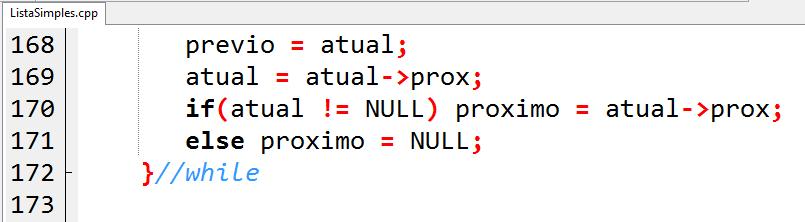 ListaSimples.cpp
168 previo = atual;
169 atual = atual->prox;
170 if(atual != NULL) proximo = atual->prox;
171 else proximo = NULL;
172 }//while
173